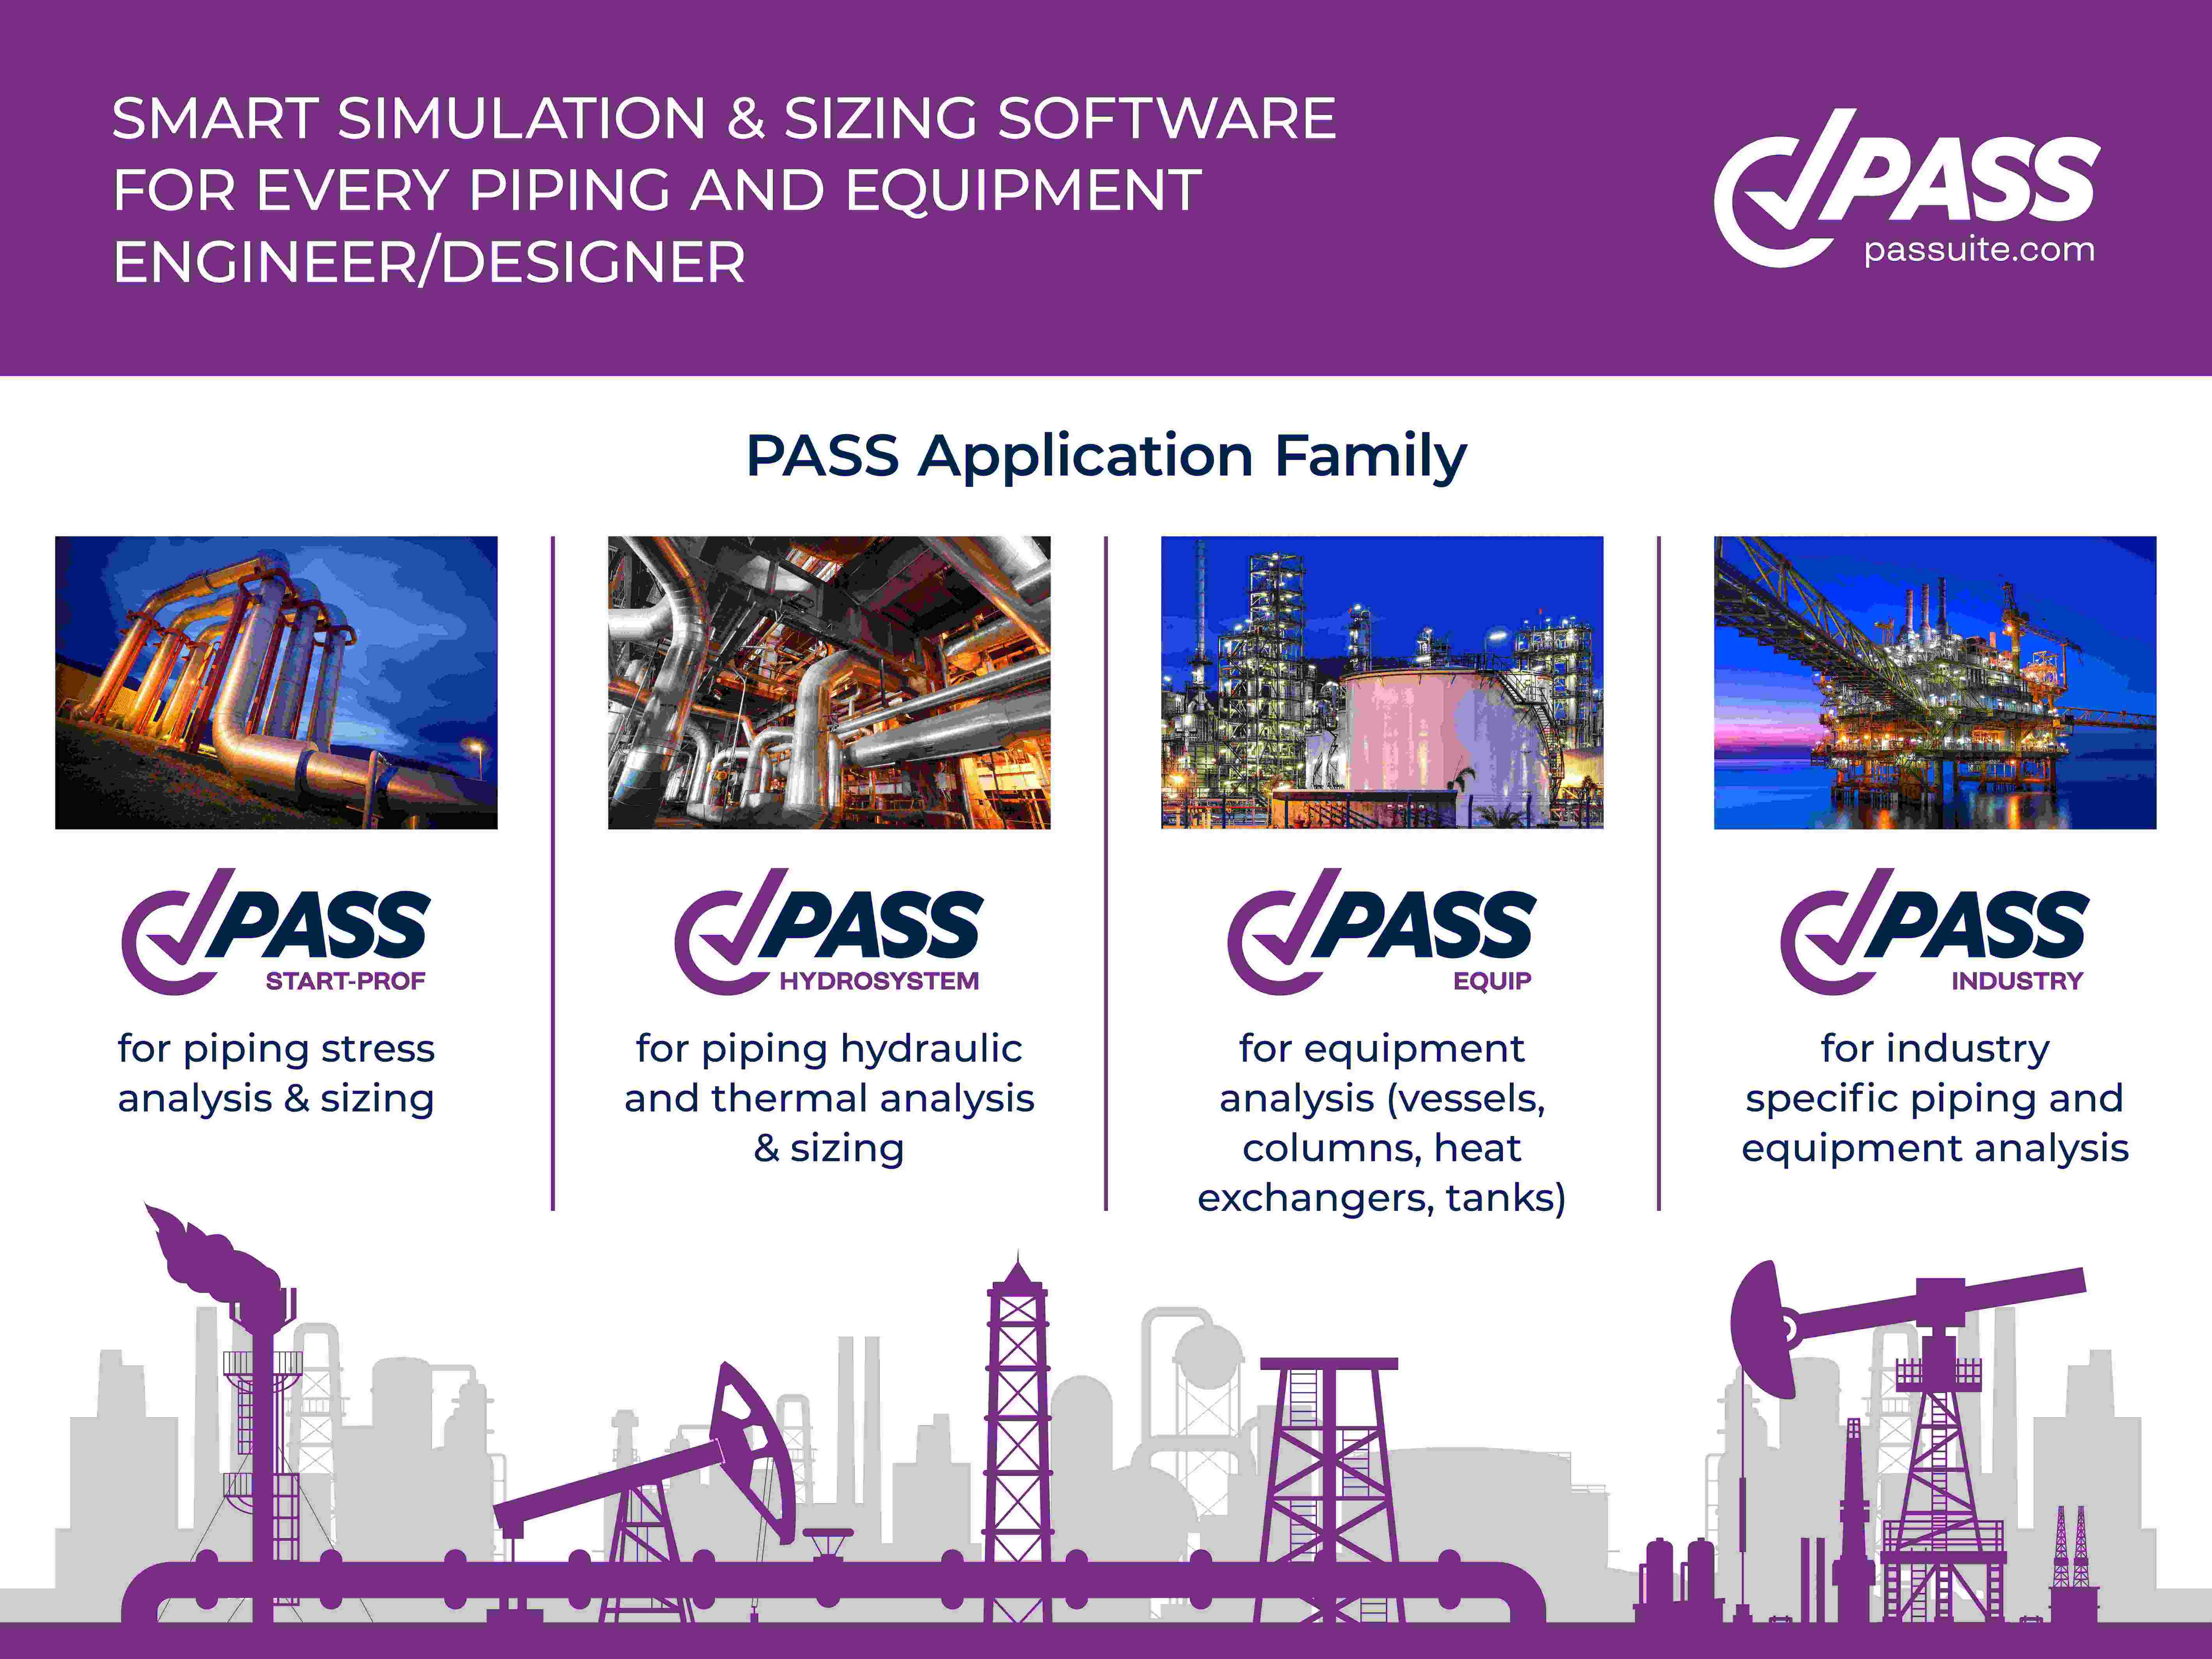 SMART SIMULATION & SIZING SOFTWARE
FOR EVERY PIPING AND EQUIPMENT
ENGINEER/DESIGNER
PASS
passuite.com
PASS Application Family
PASS
START-PROF
for piping stress
analysis & sizing
PASS
HYDROSYSTEM
for piping hydraulic
and thermal analysis
& sizing
PASS
EQUIP
for equipment
analysis (vessels,
columns, heat
exchangers, tanks)
PASS
INDUSTRY
for industry
specific piping and
equipment analysis